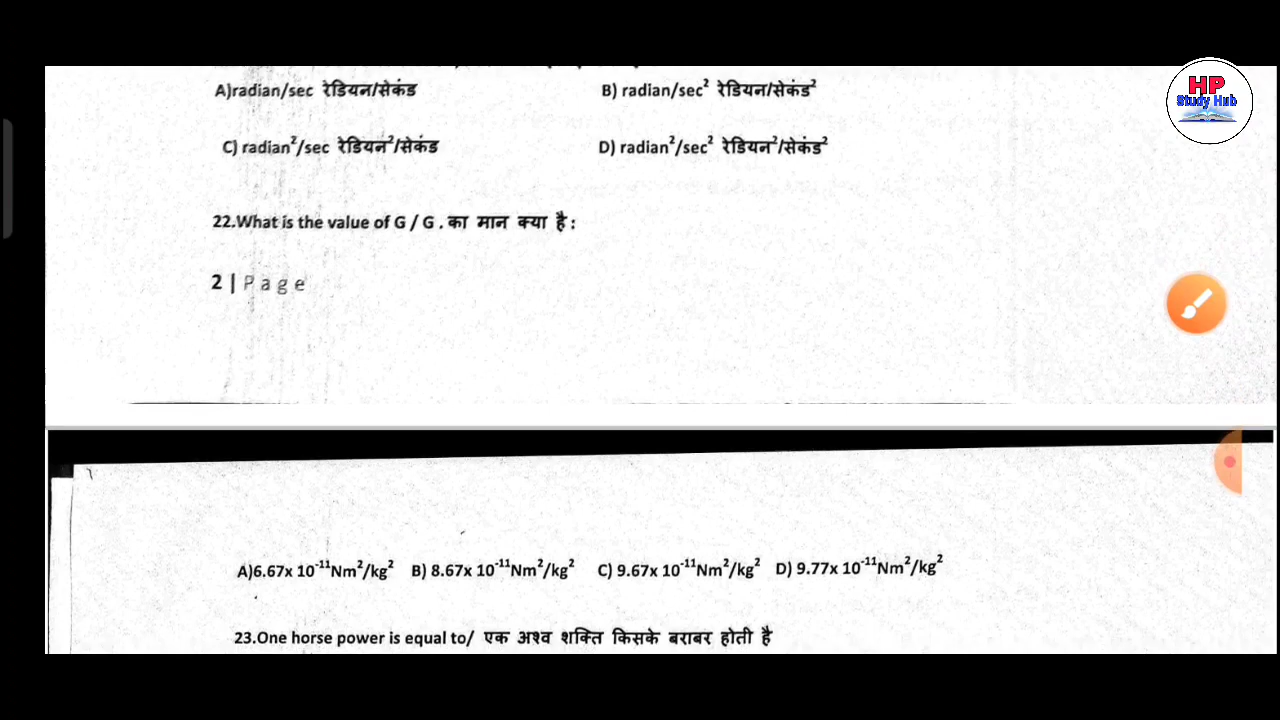 HP
Study Hub
A)radian/sec रेडियन/सेकंड B) radian/sec² रेडियन/सेकंड²
C) radian²/sec रेडियन²/सेकंड D) radian²/sec² रेडियन²/सेकंड²
22.What is the value of G / G . का मान क्या है :
2 | P a g e
A)6.67x 10⁻¹¹Nm²/kg² B) 8.67x 10⁻¹¹Nm²/kg² C) 9.67x 10⁻¹¹Nm²/kg² D) 9.77x 10⁻¹¹Nm²/kg²
23.One horse power is equal to/ एक अश्व शक्ति किसके बराबर होती है